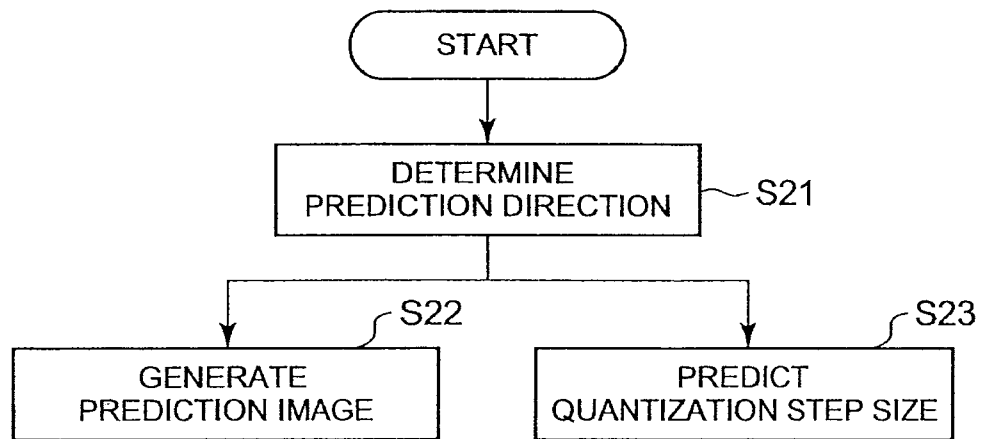 START
DETERMINE
PREDICTION DIRECTION
S21
S22
S23
GENERATE
PREDICTION IMAGE
PREDICT
QUANTIZATION STEP SIZE